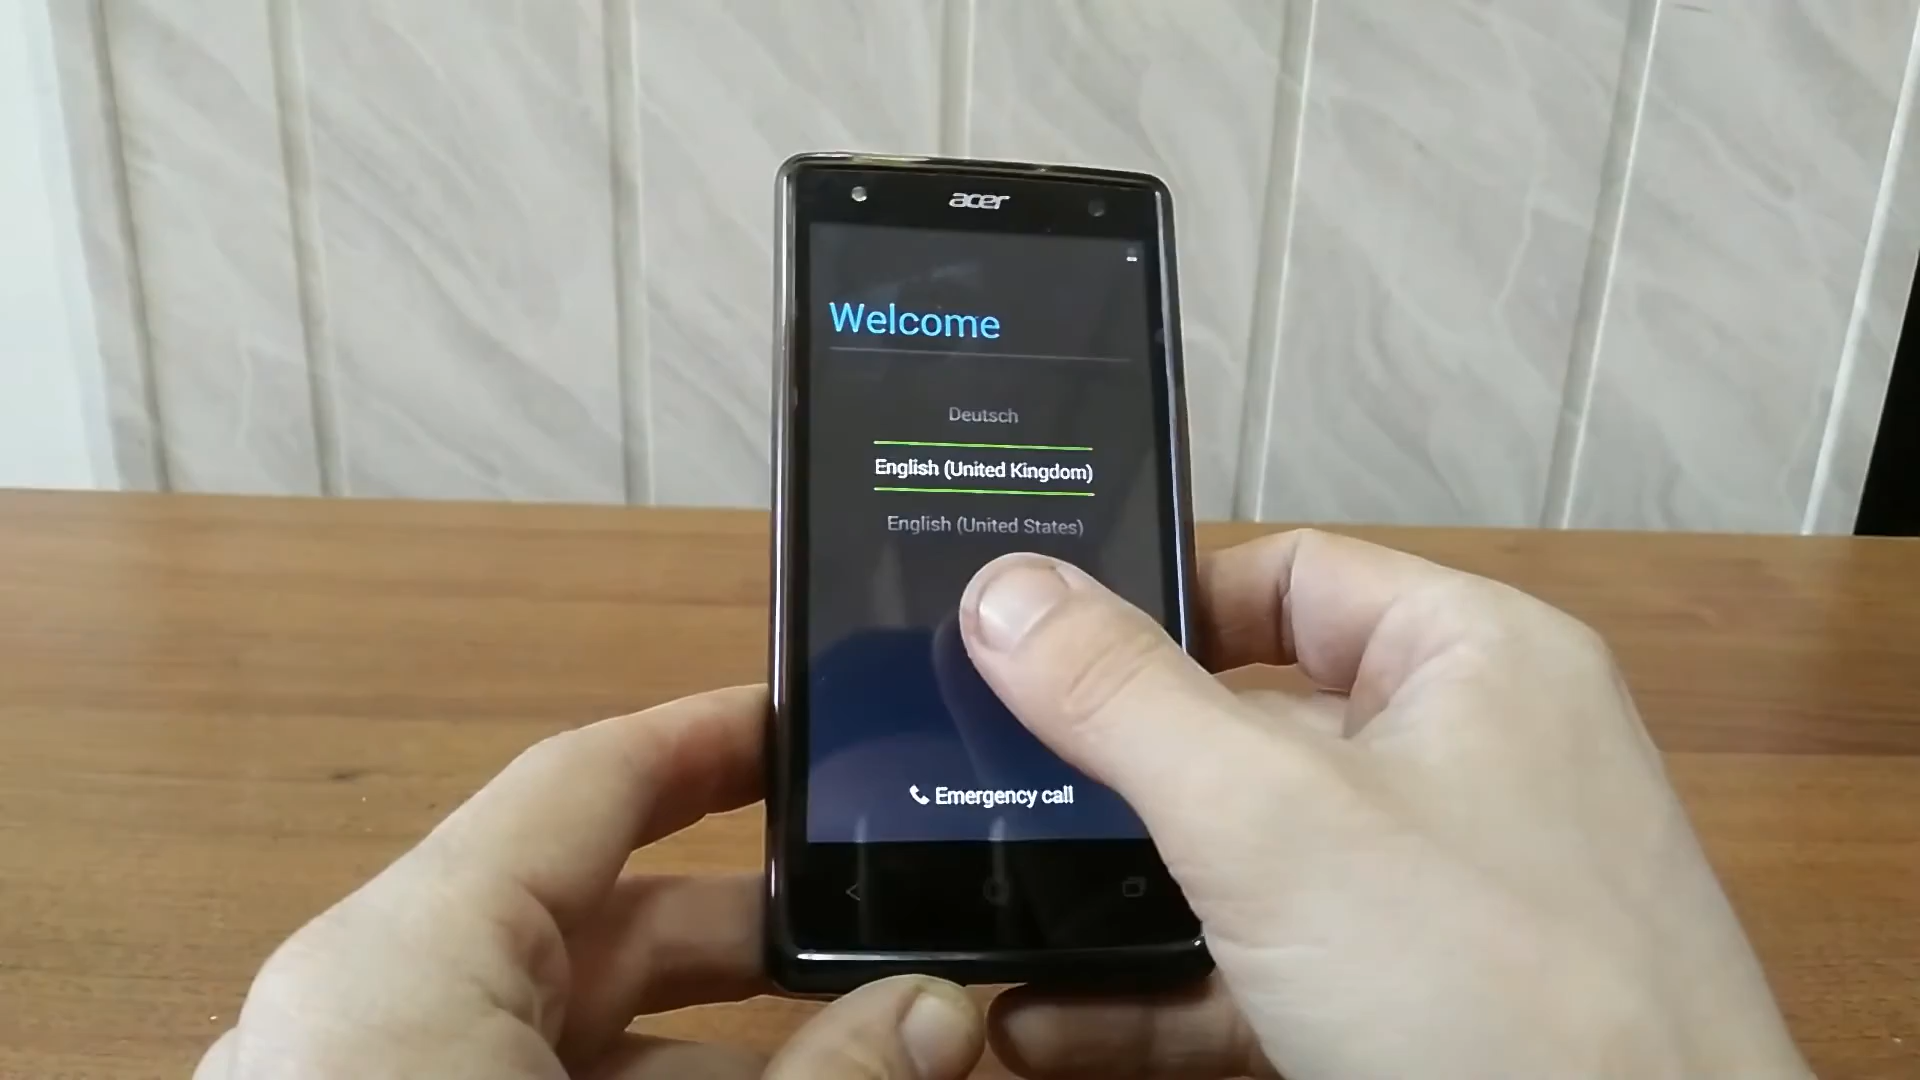 acer
Welcome
Deutsch
English (United Kingdom)
English (United States)
Emergency call